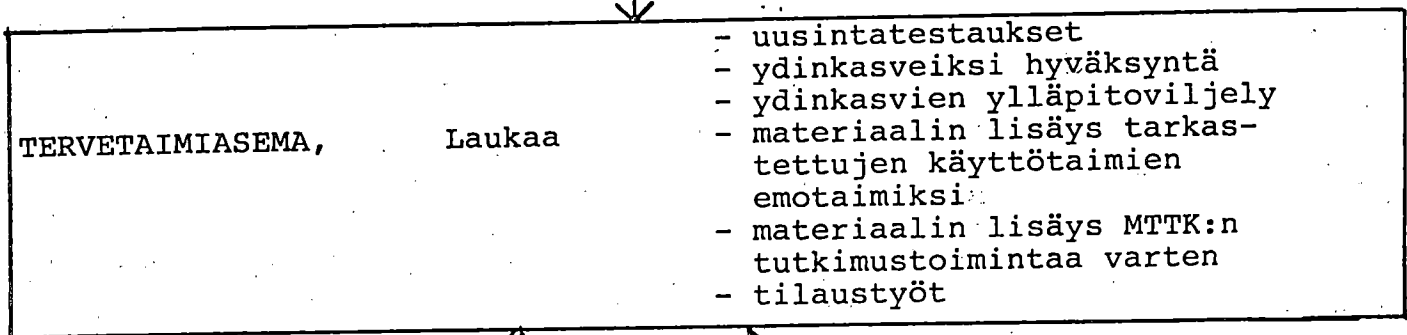 - uusintatestaukset
- ydinkasveiksi hyväksyntä
- ydinkasvien ylläpitoviljely
TERVETAIMIASEMA, Laukaa - materiaalin lisäys tarkas-
tettujen käyttötaimien
emotaimiksi
- materiaalin lisäys MTTK:n
tutkimustoimintaa varten
- tilaustyöt